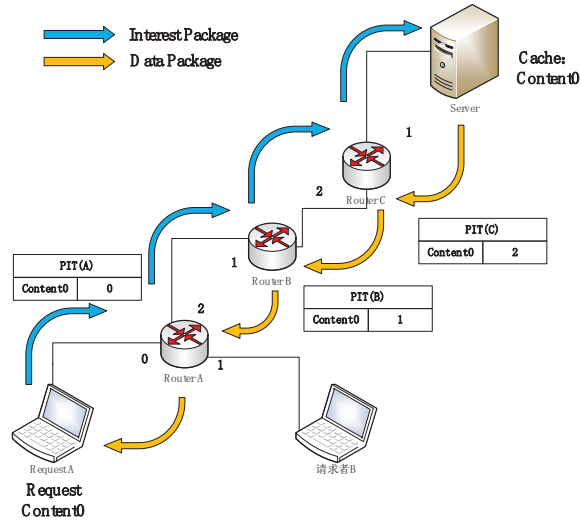 Interest Package
Data Package
Cache:
Content0
Server
1
2
RouterC
PIT(C)
Content0 2
1
RouterB
PIT(A)
Content0 0
PIT(B)
Content0 1
2
0
1
RouterA
RequestA
请求者B
Request
Content0